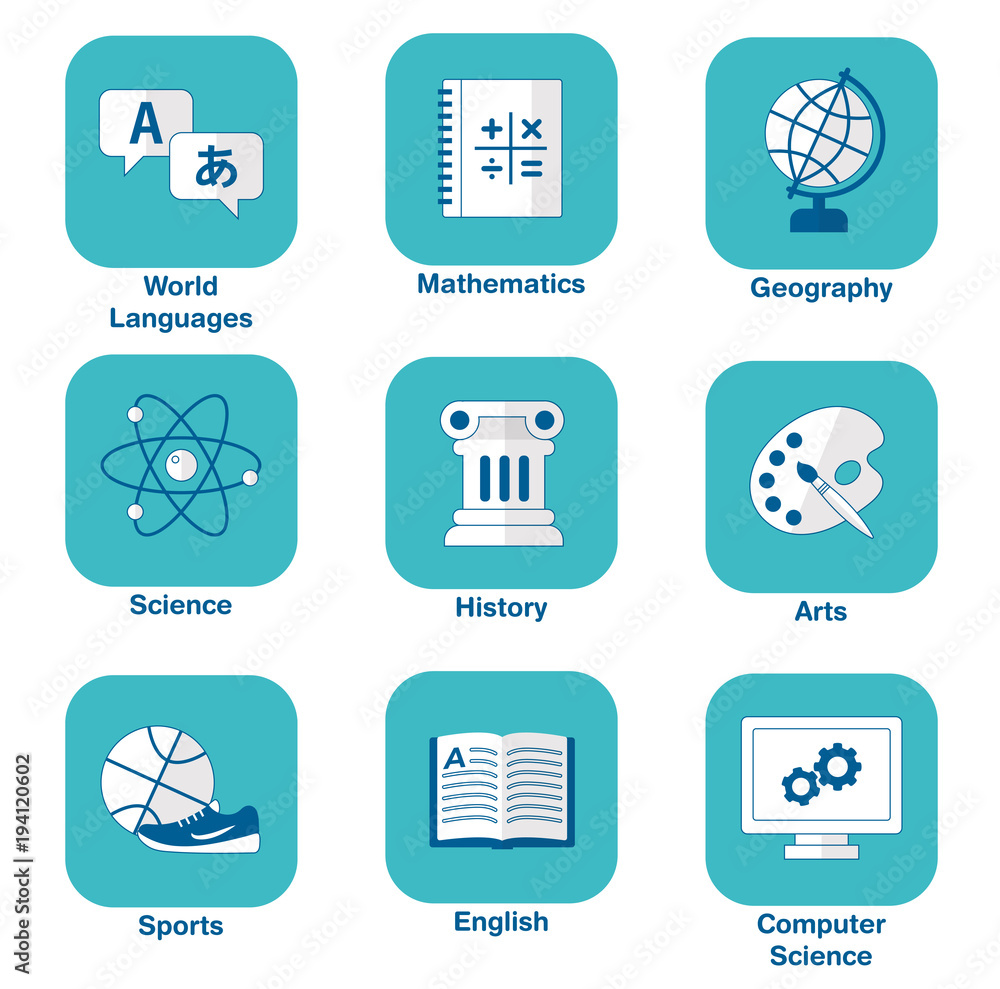 A
あ
+ ×
÷ =
World
Languages
Mathematics
Geography
Science
History
Arts
A
Sports
English
Computer
Science
Adobe Stock | #194120602